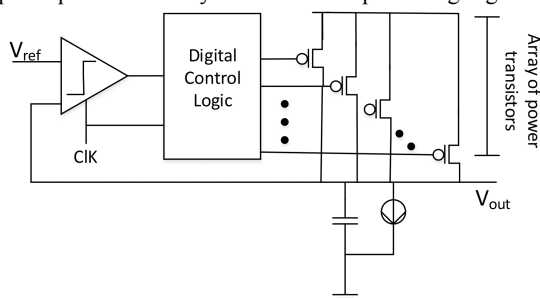 Vref
Digital
Control
Logic
ClK
Array of power
transistors
Vout